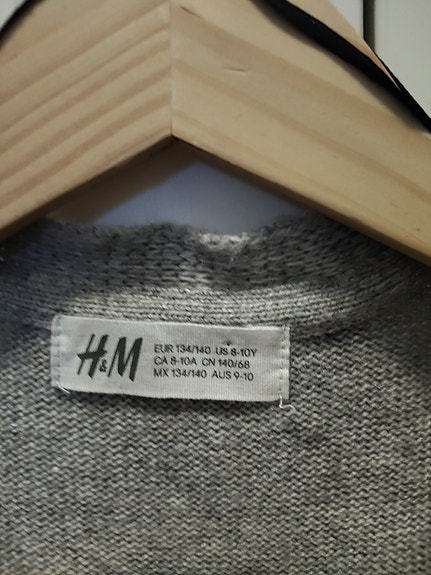 H&M
EUR 134/140 US 8-10Y
CA 8-10A CN 140/68
MX 134/140 AUS 9-10